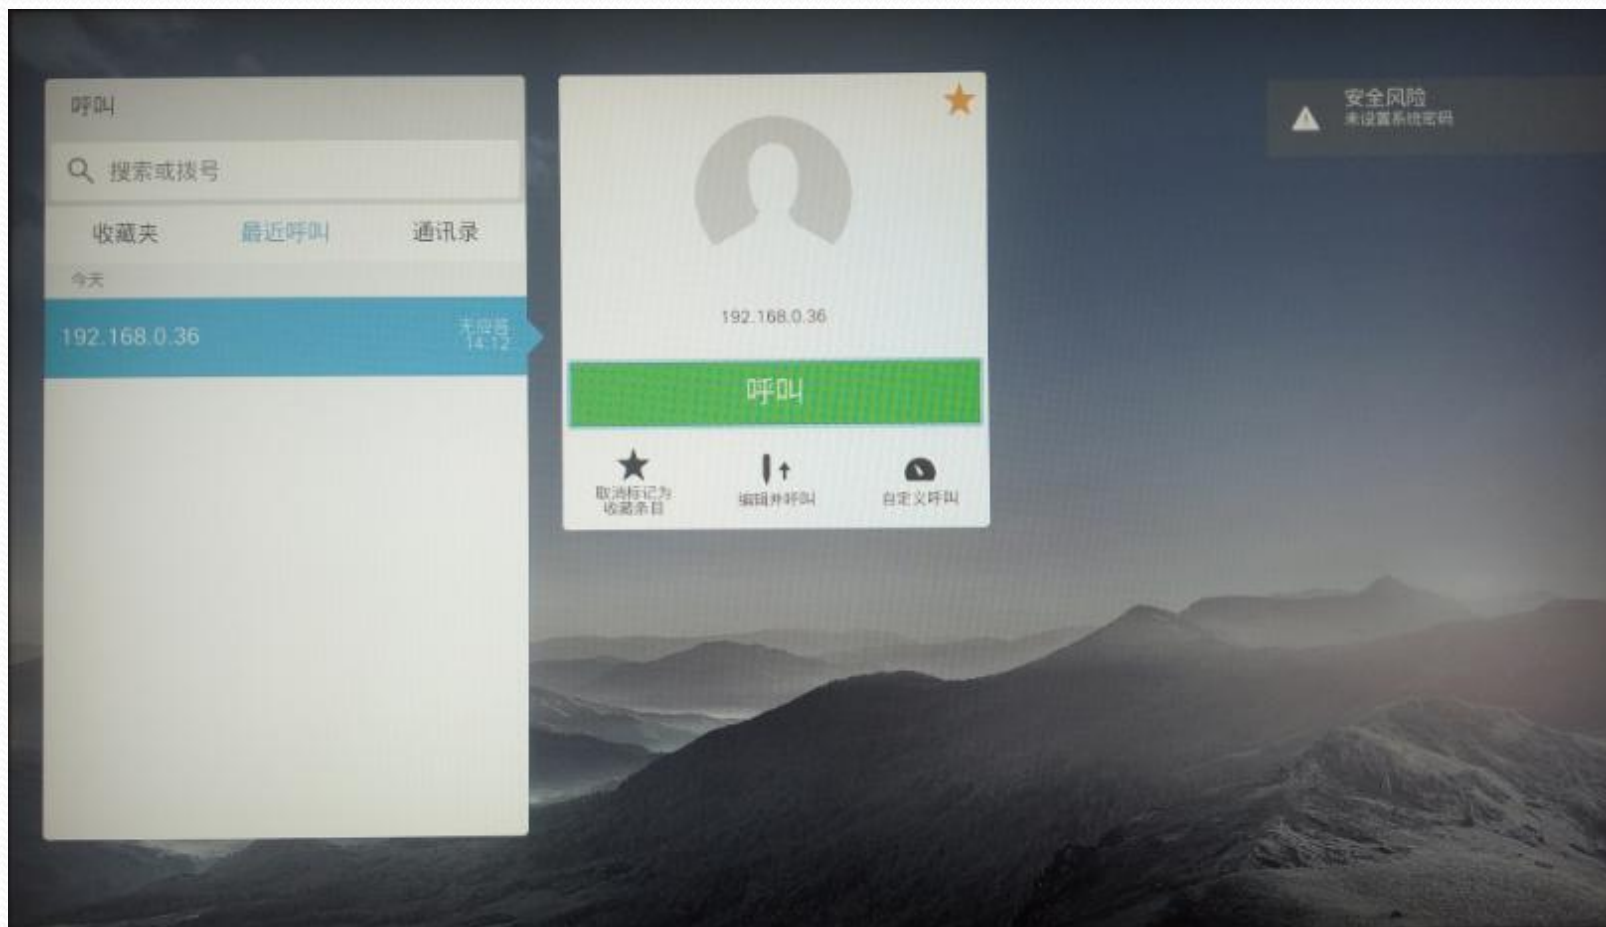 呼叫
搜索或拨号
收藏夹
最近呼叫
通讯录
今天
192.168.0.36
无应答
14:12
192.168.0.36
呼叫
取消标记为
收藏条目
编辑并呼叫
自定义呼叫
安全风险
未设置系统密码